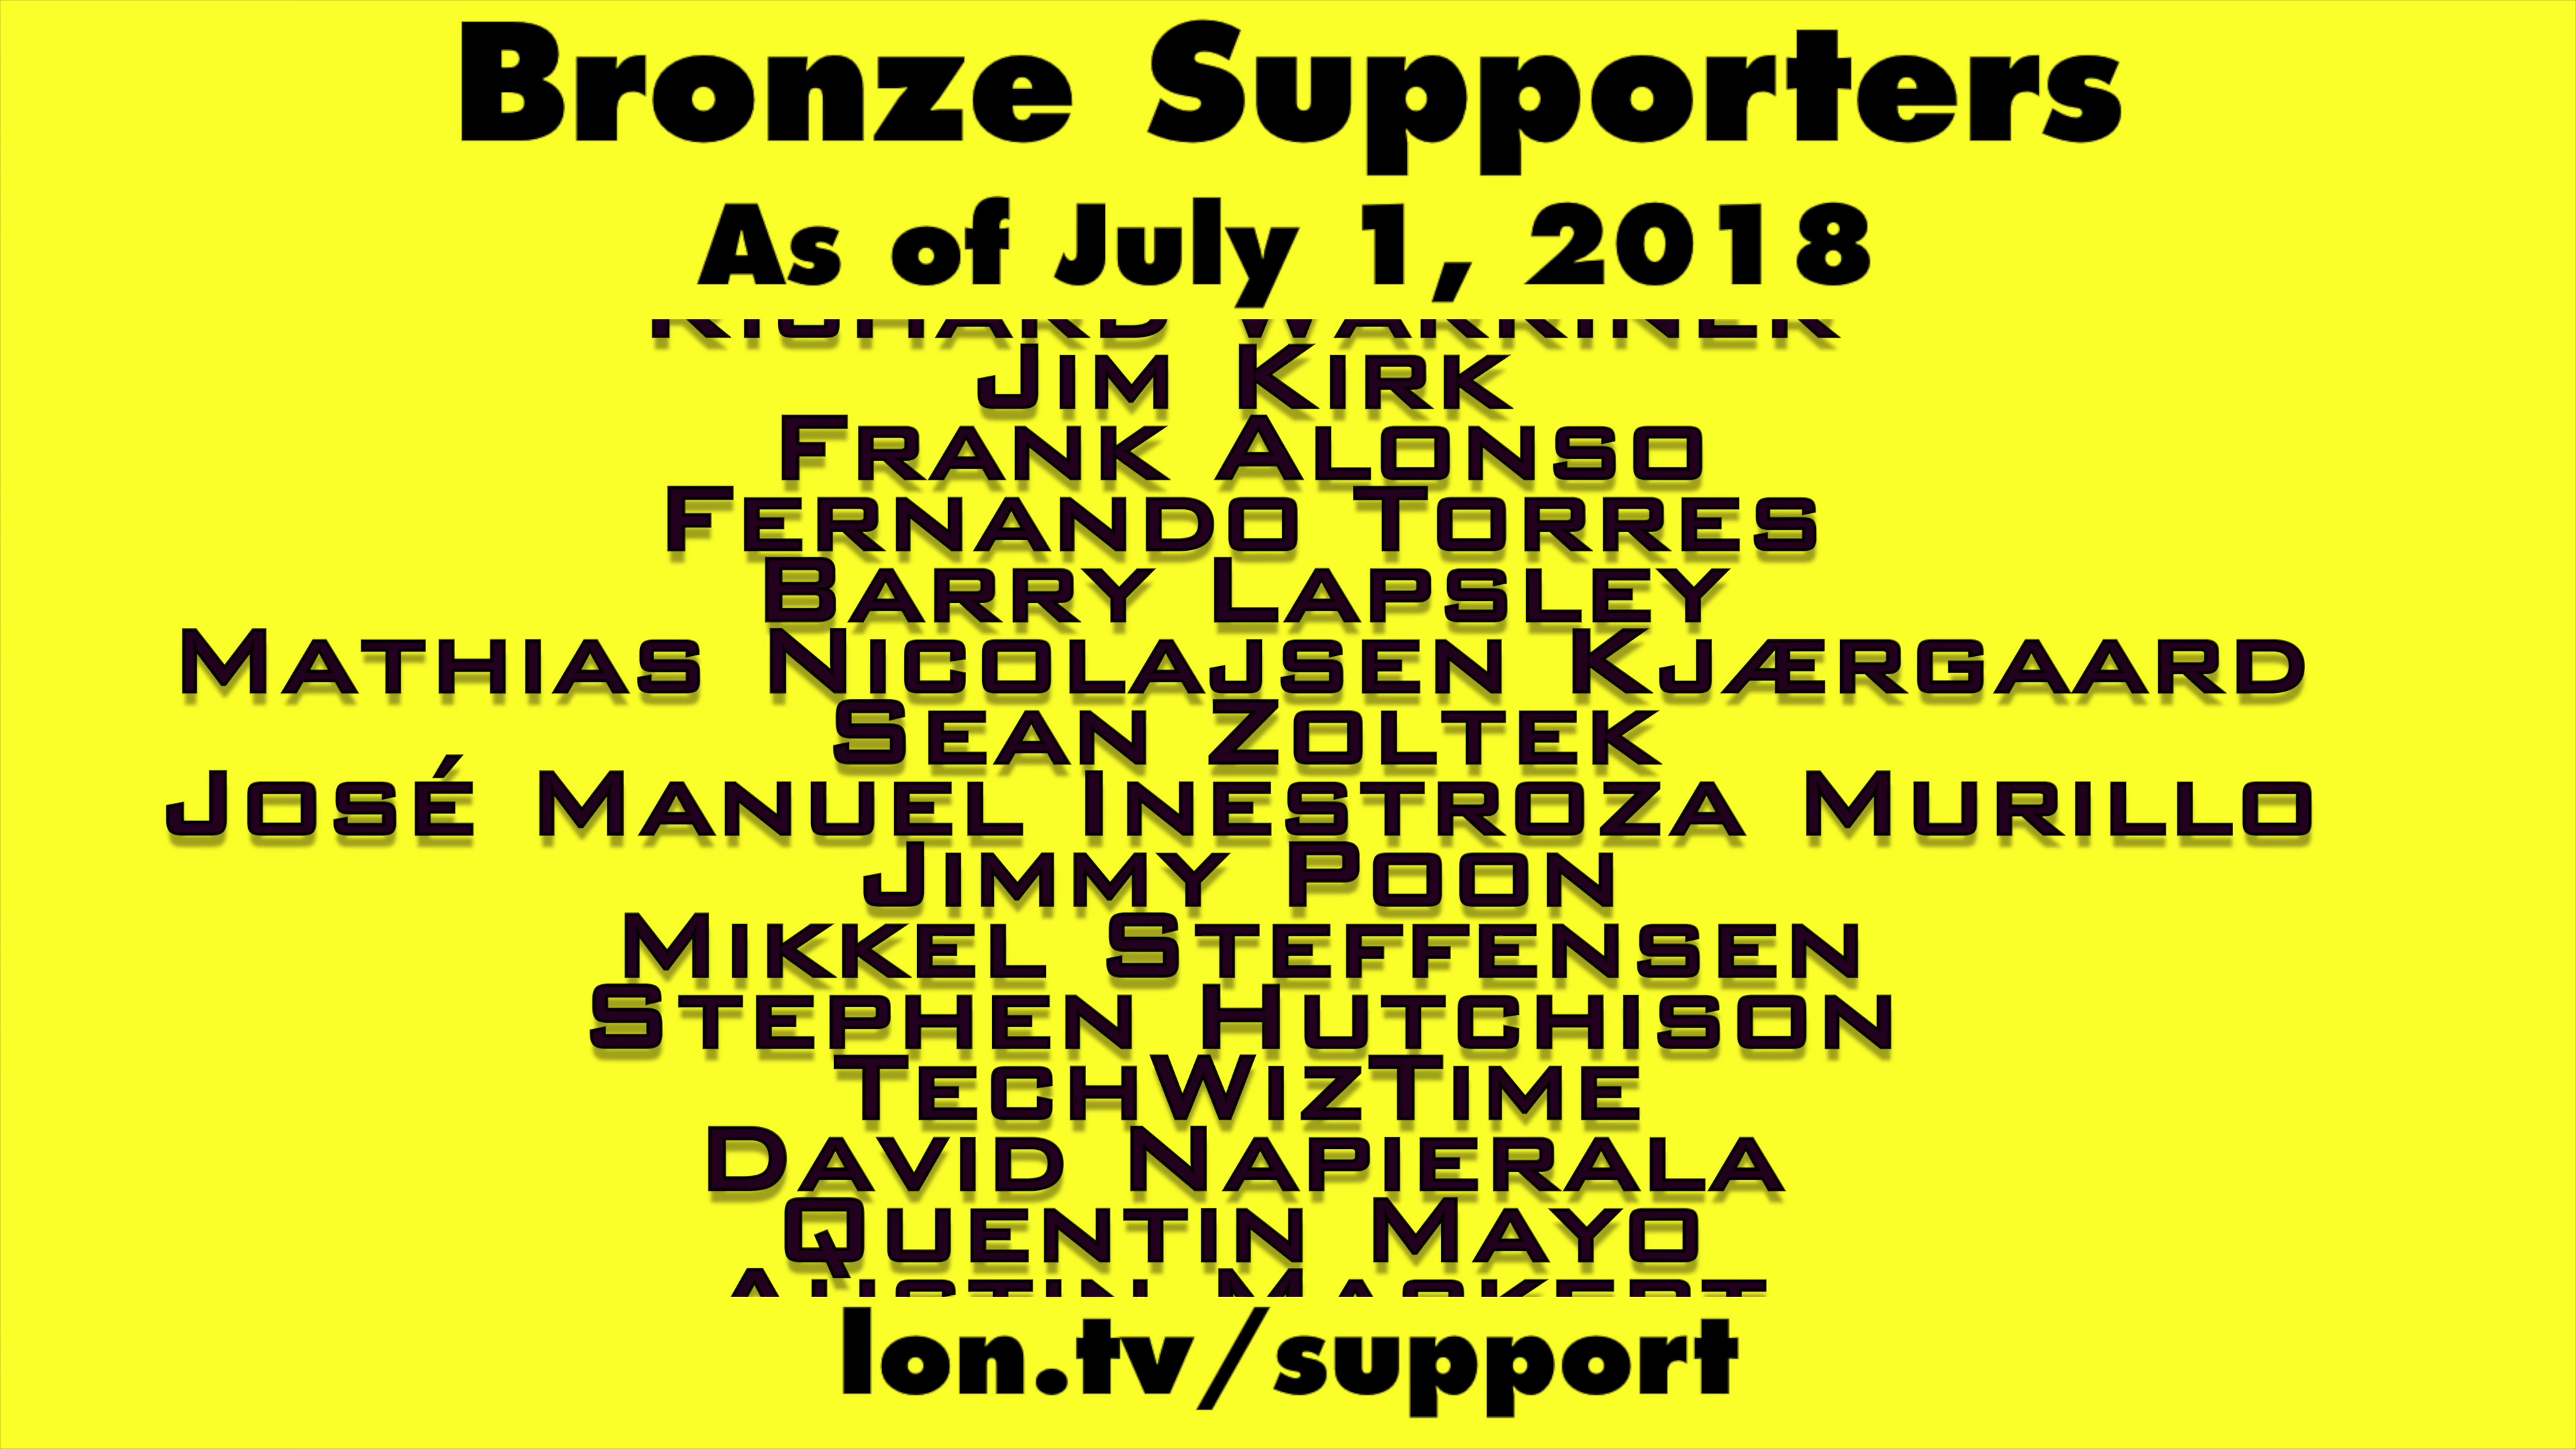 Bronze Supporters
As of July 1, 2018
Jim Kirk
Frank Alonso
Fernando Torres
Barry Lapsley
Mathias Nicolajsen Kjærgaard
Sean Zoltek
José Manuel Inestroza Murillo
Jimmy Poon
Mikkel Steffensen
Stephen Hutchison
TechWizTime
David Napierala
Quentin Mayo
lon.tv/support